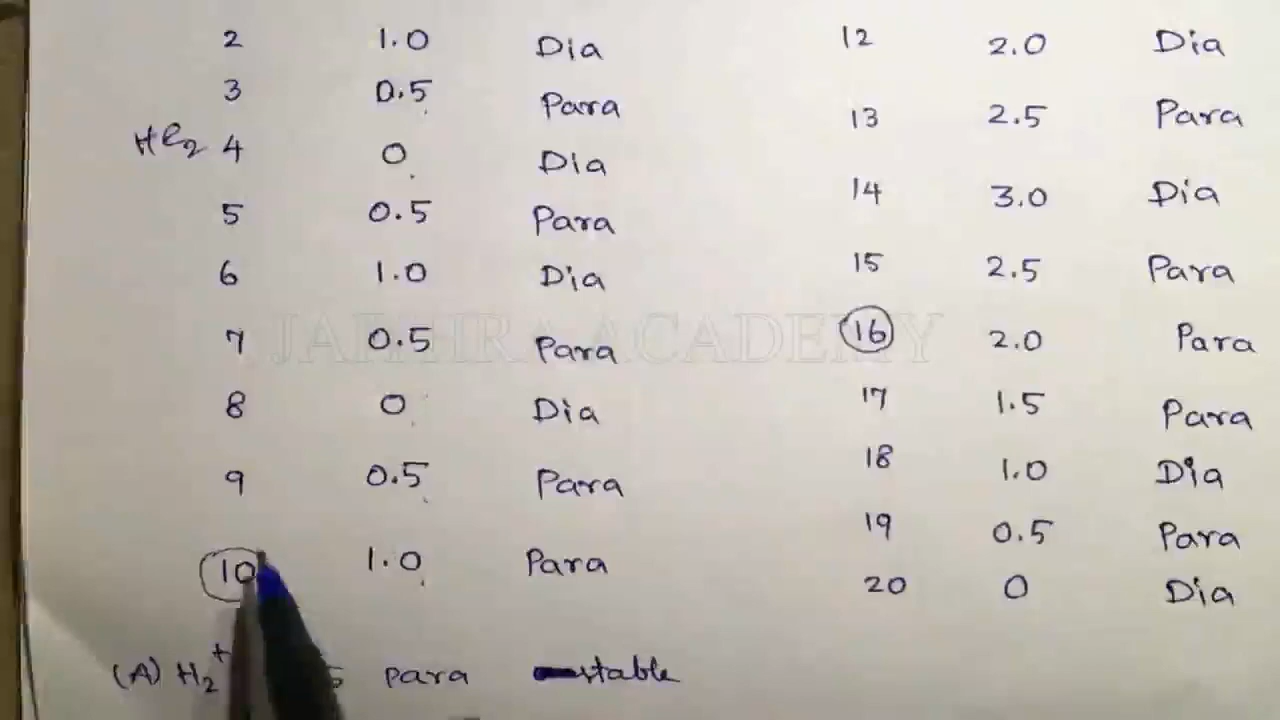 2 1.0 Dia
3 0.5 Para
He2 4 0 Dia
5 0.5 Para
6 1.0 Dia
7 0.5 Para
8 0 Dia
9 0.5 Para
10 1.0 Para
(A) H2+ 5 para stable
12 2.0 Dia
13 2.5 Para
14 3.0 Dia
15 2.5 Para
16 2.0 Para
17 1.5 Para
18 1.0 Dia
19 0.5 Para
20 0 Dia
ACADEMY